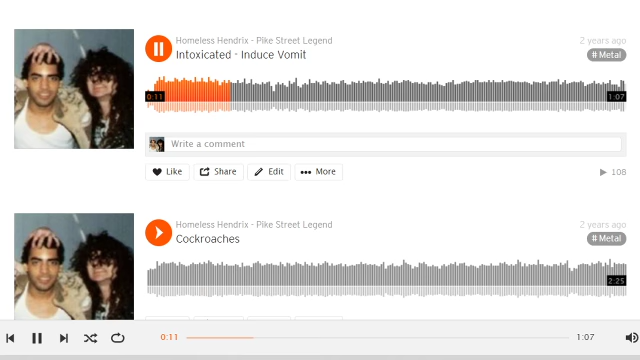 Homeless Hendrix - Pike Street Legend
2 years ago
Intoxicated - Induce Vomit
# Metal
0:11
1:07
Write a comment
Like
Share
Edit
More
108
Homeless Hendrix - Pike Street Legend
2 years ago
Cockroaches
# Metal
2:25
0:11
1:07